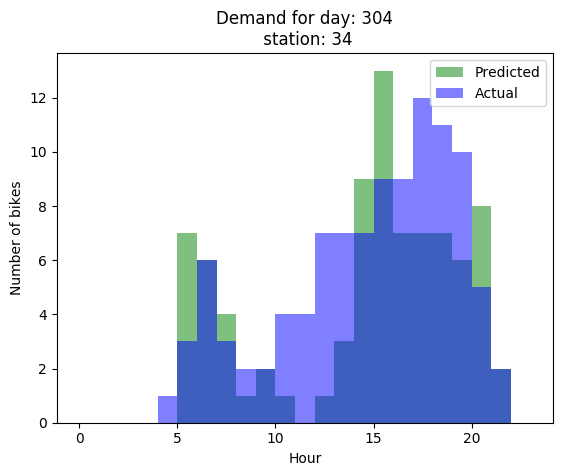 Demand for day: 304
station: 34
Predicted
Actual
Number of bikes
12
10
8
6
4
2
0
0 5 10 15 20
Hour